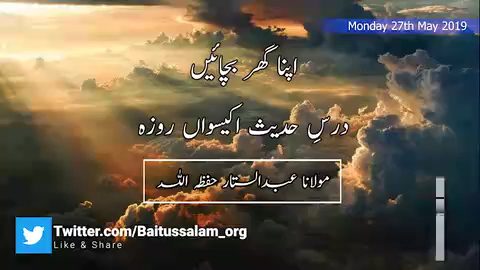 Monday 27th May 2019
اپنا گھر بچائیں
درسِ حدیث اکیسواں روزہ
مولانا عبدالستار حفظہ اللہ
Twitter.com/Baitussalam_org
Like & Share